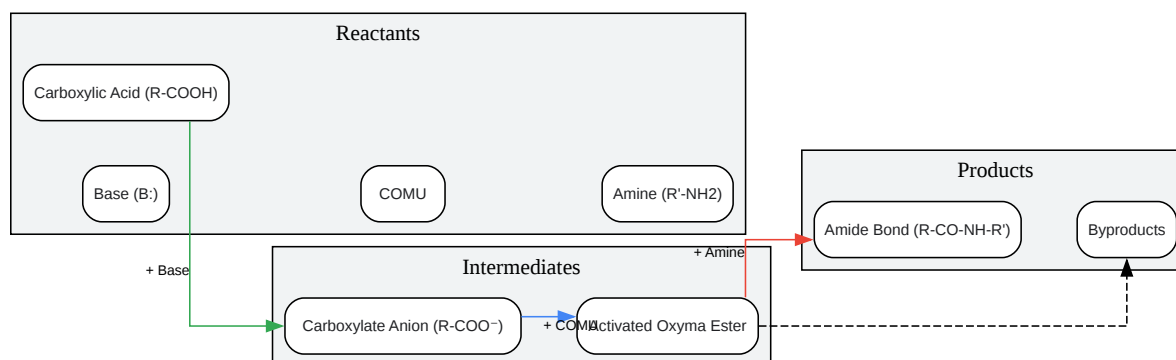 Reactants
Carboxylic Acid (R-COOH)
Base (B:)
COMU
Amine (R'-NH2)
Products
Amide Bond (R-CO-NH-R')
Byproducts
+ Amine
+ Base
Intermediates
Carboxylate Anion (R-COO⁻)
+ COMU
Activated Oxyma Ester